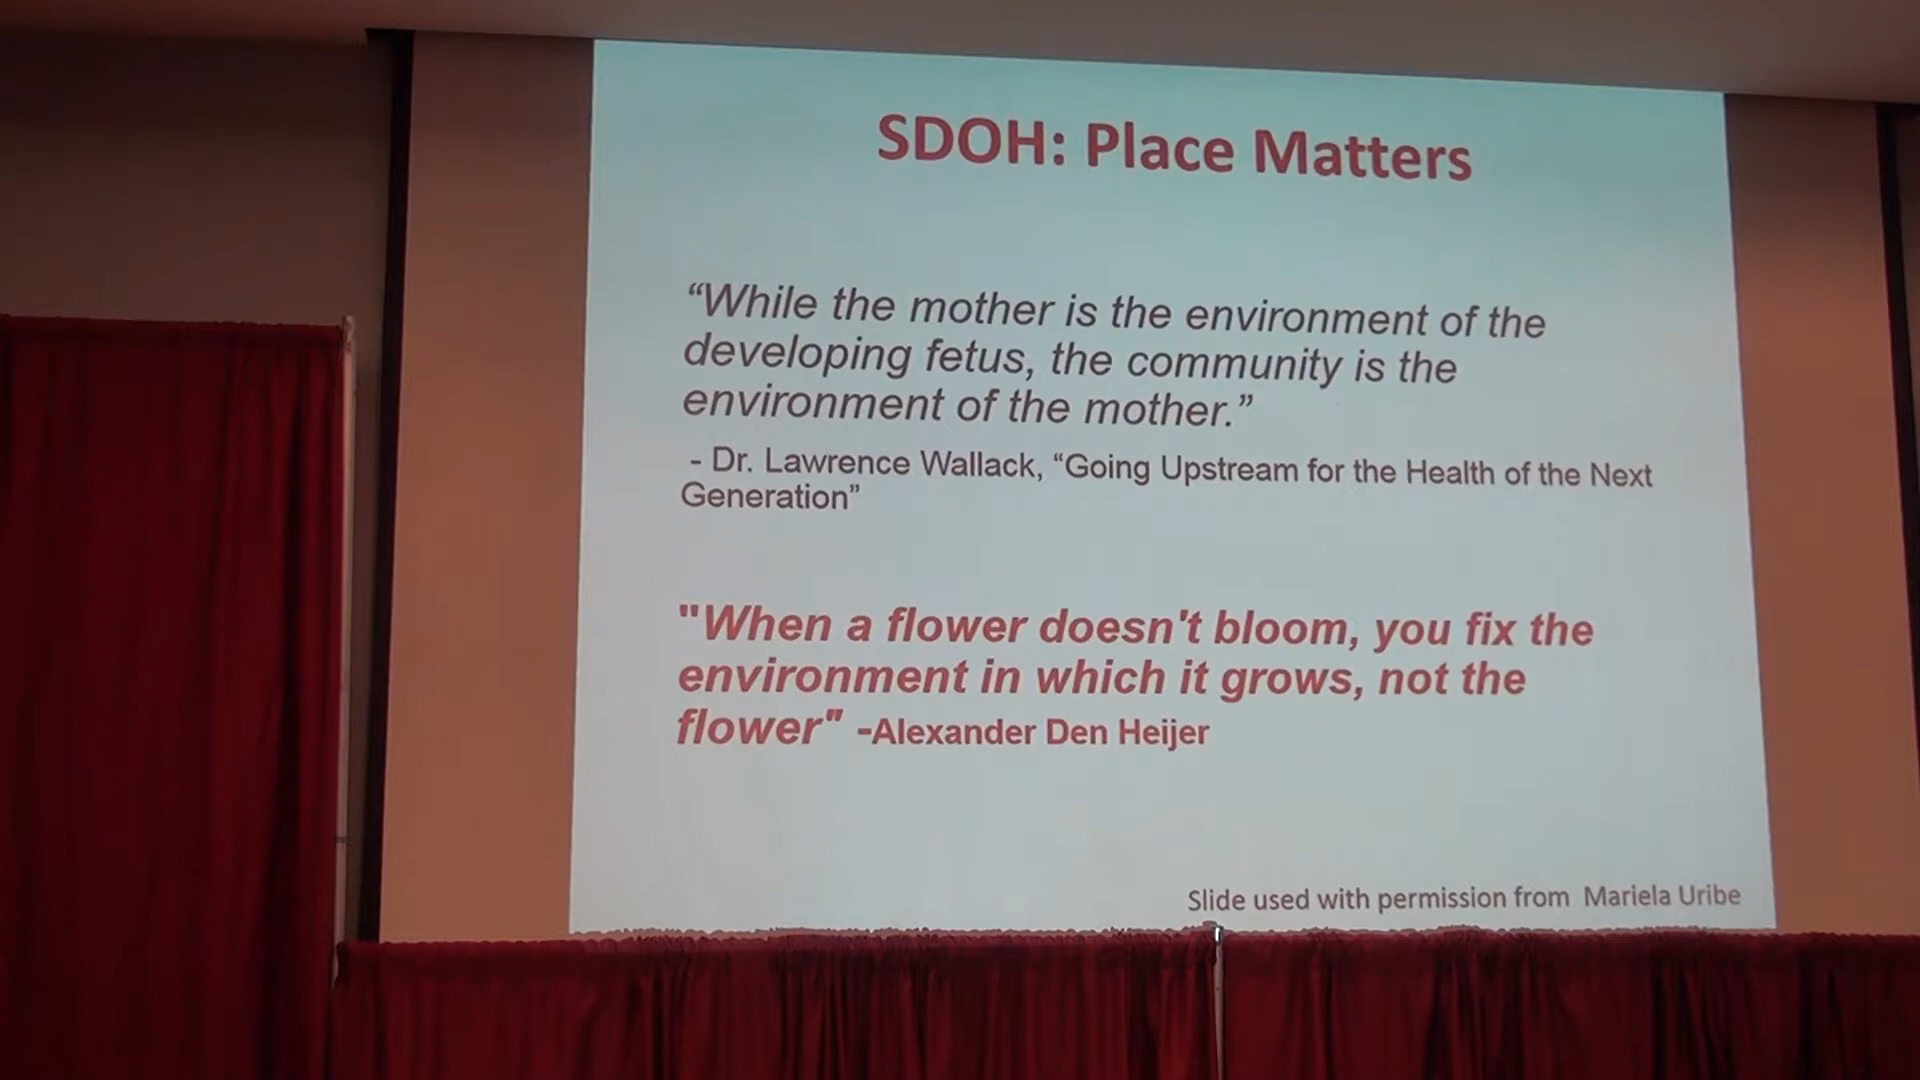 SDOH: Place Matters
“While the mother is the environment of the
developing fetus, the community is the
environment of the mother.”
- Dr. Lawrence Wallack, “Going Upstream for the Health of the Next
Generation”
"When a flower doesn't bloom, you fix the
environment in which it grows, not the
flower" -Alexander Den Heijer
Slide used with permission from Mariela Uribe